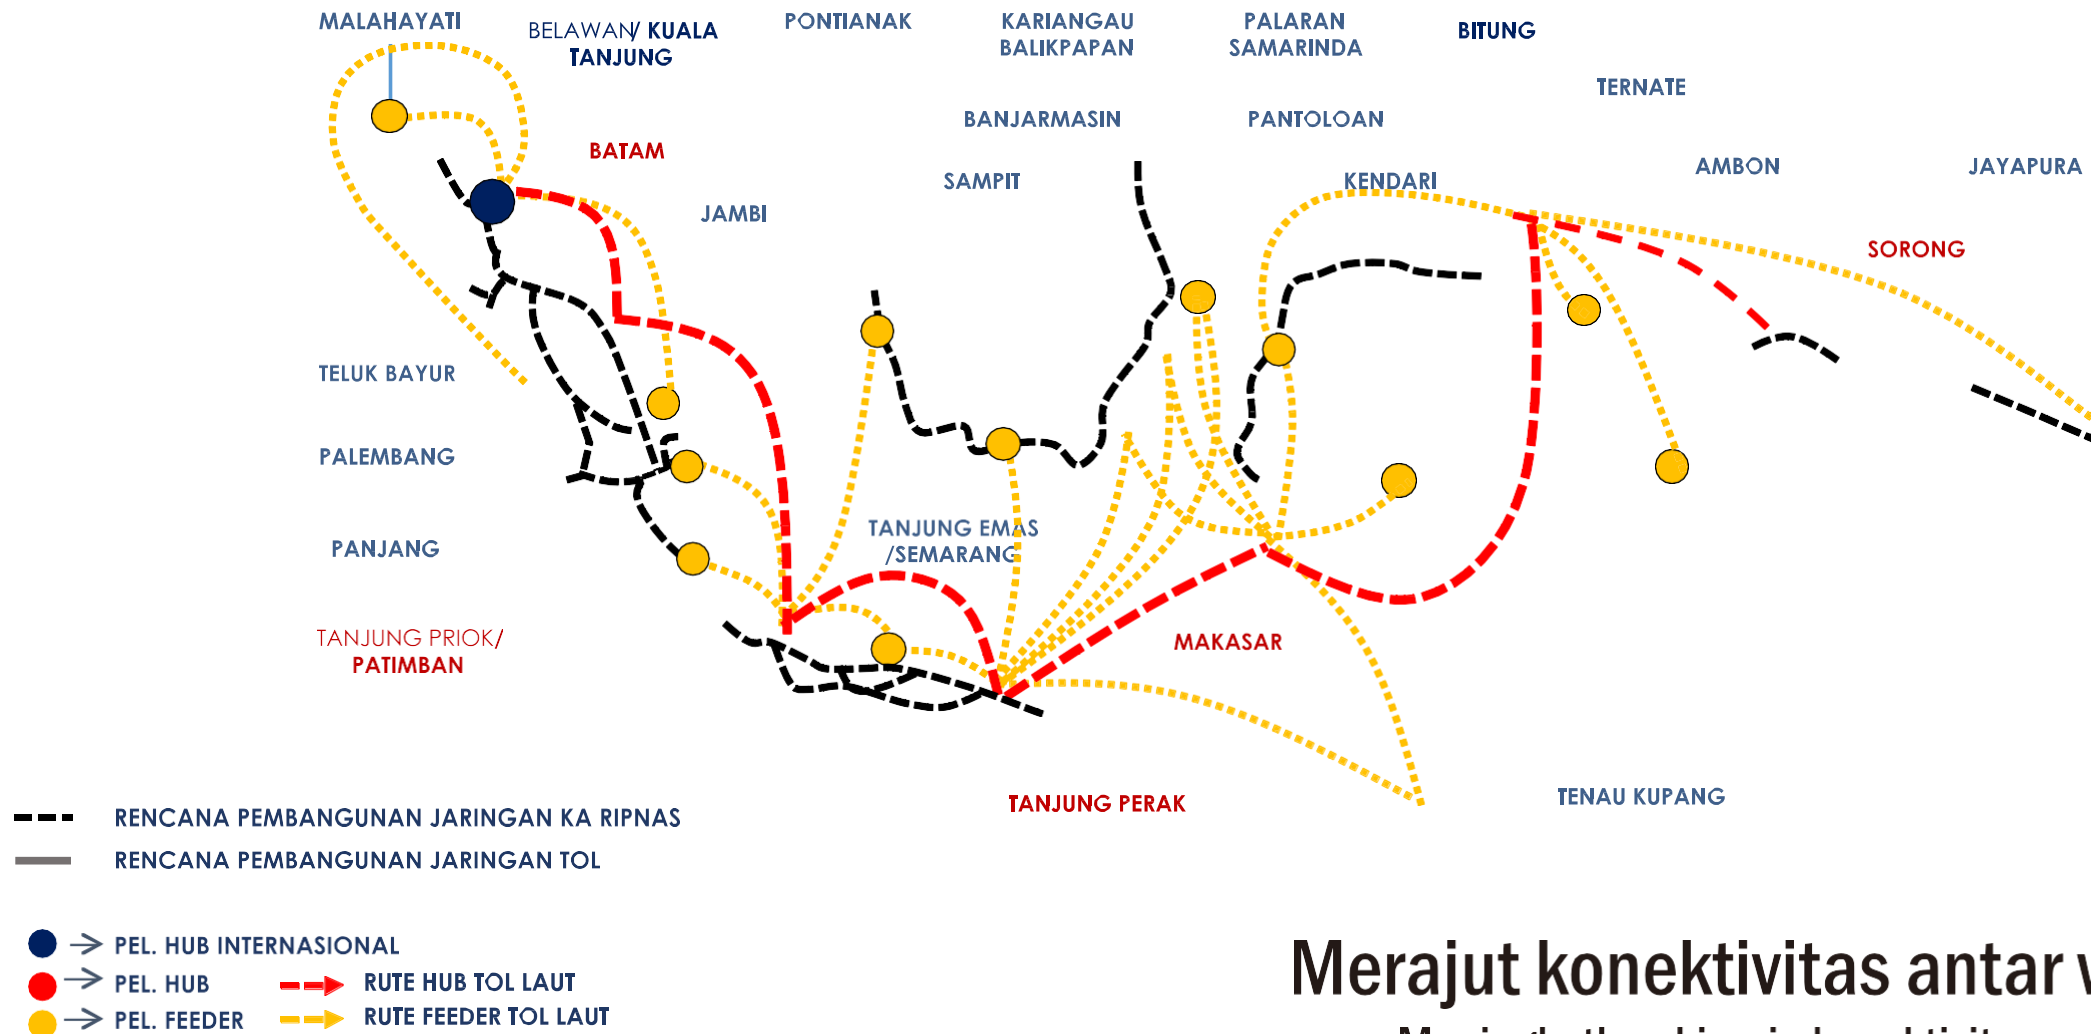 MALAHAYATI
BELAWAN/ KUALA
TANJUNG
PONTIANAK
KARIANGAU
BALIKPAPAN
PALARAN
SAMARINDA
BITUNG
TERNATE
BANJARMASIN
PANTOLOAN
BATAM
SAMPIT
KENDARI
AMBON
JAYAPURA
JAMBI
SORONG
TELUK BAYUR
PALEMBANG
PANJANG
TANJUNG EMAS
/SEMARANG
TANJUNG PRIOK/
PATIMBAN
MAKASAR
TANJUNG PERAK
TENAU KUPANG
RENCANA PEMBANGUNAN JARINGAN KA RIPNAS
RENCANA PEMBANGUNAN JARINGAN TOL
PEL. HUB INTERNASIONAL
PEL. HUB
RUTE HUB TOL LAUT
PEL. FEEDER
RUTE FEEDER TOL LAUT
Merajut konektivitas antar